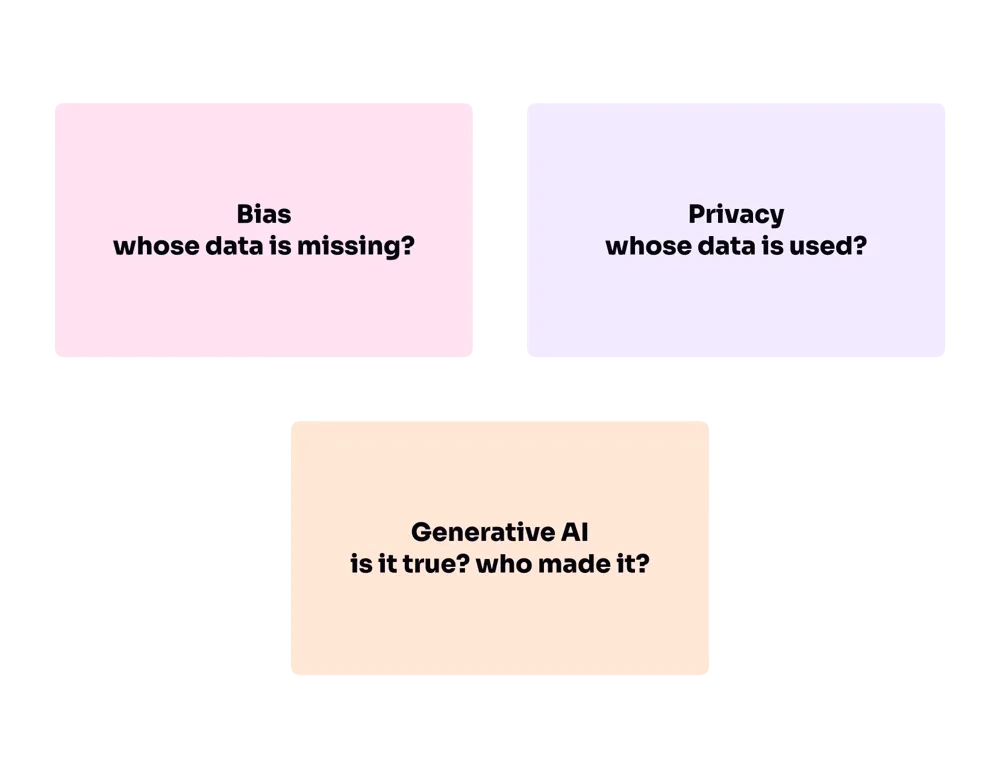 Bias
whose data is missing?
Privacy
whose data is used?
Generative AI
is it true? who made it?